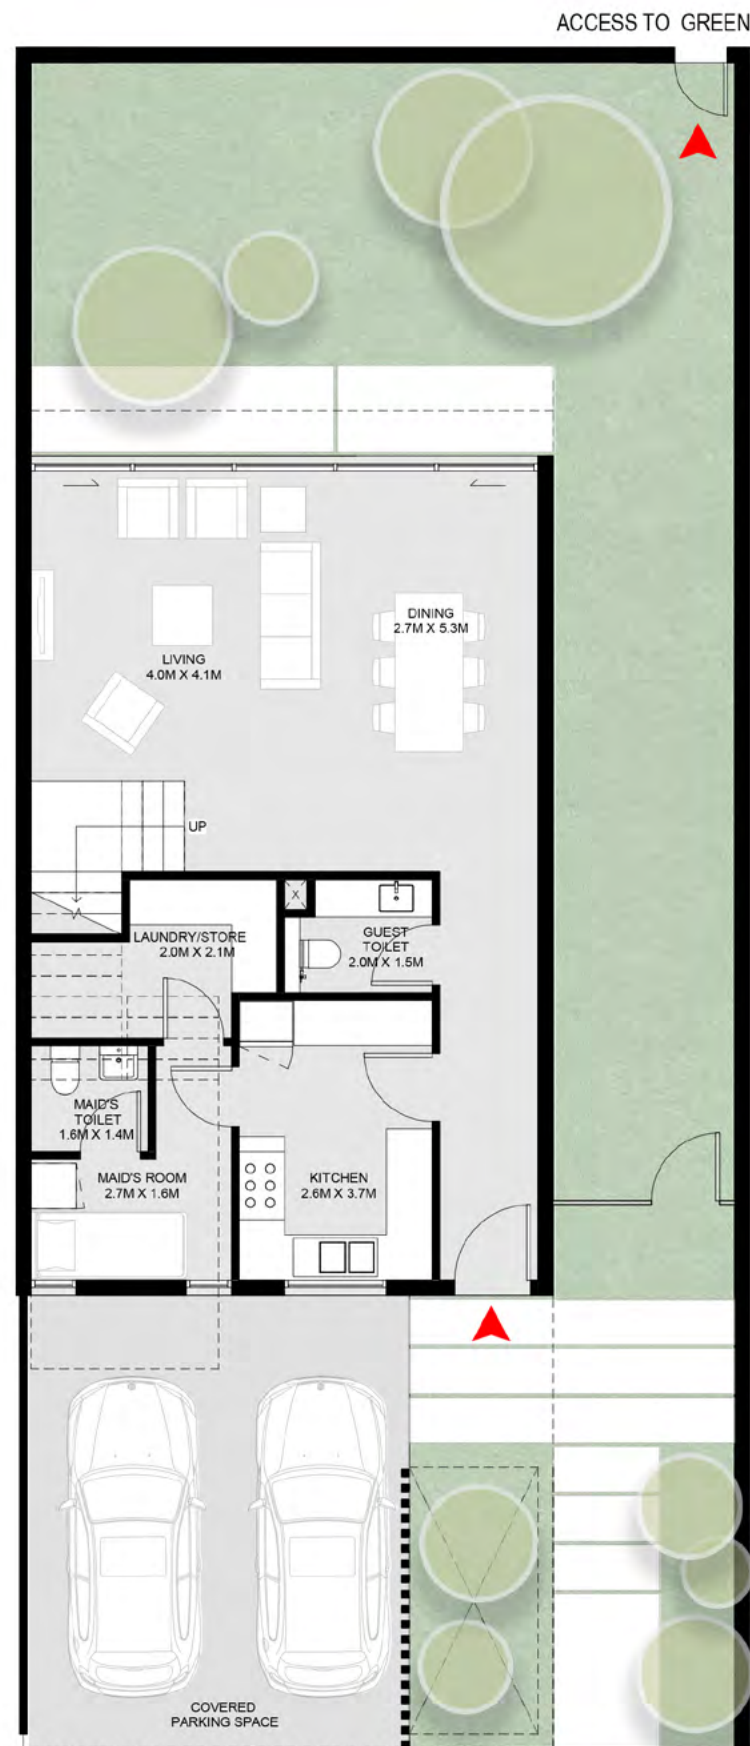 ACCESS TO GREEN
DINING
2.7M X 5.3M
LIVING
4.0M X 4.1M
UP
X
LAUNDRY/STORE
2.0M X 2.1M
GUEST
TOILET
2.0M X 1.5M
MAID'S
TOILET
1.6M X 1.4M
MAID'S ROOM
2.7M X 1.6M
KITCHEN
2.6M X 3.7M
COVERED
PARKING SPACE